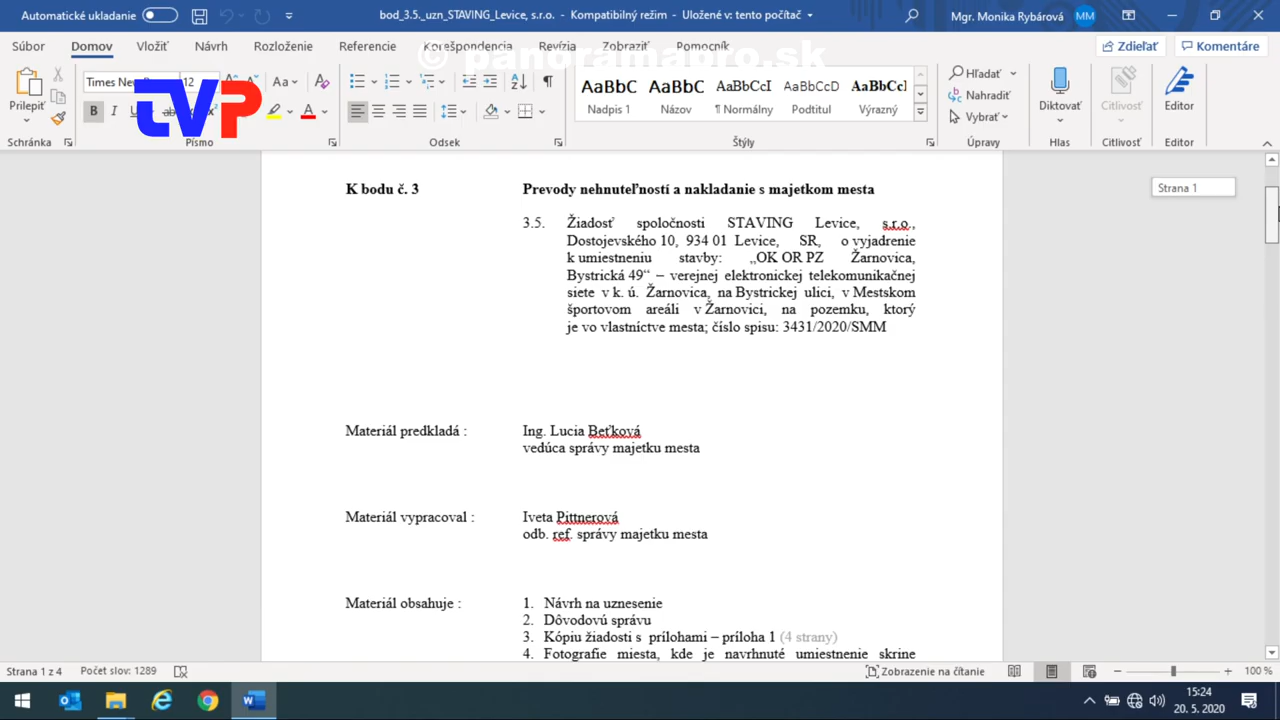 Automatické ukladanie
bod_3.5._uzn_STAVING_Levice, s.r.o. - Kompatibilný režim - Uložené v: tento počítač
Mgr. Monika Rybárová MM
Súbor Domov Vložiť Návrh Rozloženie Referencie Korešpondencia Revízia Zobraziť Pomocník
Zdieľať Komentáre
© panoramapro.sk
Times New 12
TVP
Prilepiť
AaBbC AaBbC AaBbCcI AaBbCcD AaBbCcI
Nadpis 1 Názov ¶ Normálny Podtitul Výrazný
Hľadať
Nahradiť
Vybrať
Diktovať Citlivosť Editor
Schránka Písmo Odsek Štýly Úpravy Hlas Citlivosť Editor
Strana 1
K bodu č. 3 Prevody nehnuteľností a nakladanie s majetkom mesta
3.5. Žiadosť spoločnosti STAVING Levice, s.r.o.,
Dostojevského 10, 934 01 Levice, SR, o vyjadrenie
k umiestneniu stavby: „OK OR PZ Žarnovica,
Bystrická 49“ – verejnej elektronickej telekomunikačnej
siete v k. ú. Žarnovica, na Bystrickej ulici, v Mestskom
športovom areáli v Žarnovici, na pozemku, ktorý
je vo vlastníctve mesta; číslo spisu: 3431/2020/SMM
Materiál predkladá : Ing. Lucia Beťková
vedúca správy majetku mesta
Materiál vypracoval : Iveta Pittnerová
odb. ref. správy majetku mesta
Materiál obsahuje : 1. Návrh na uznesenie
2. Dôvodovú správu
3. Kópiu žiadosti s prílohami – príloha 1 (4 strany)
4. Fotografie miesta, kde je navrhnuté umiestnenie skrine
Strana 1 z 4 Počet slov: 1289 Zobrazenie na čítanie 100 %
15:24
20. 5. 2020